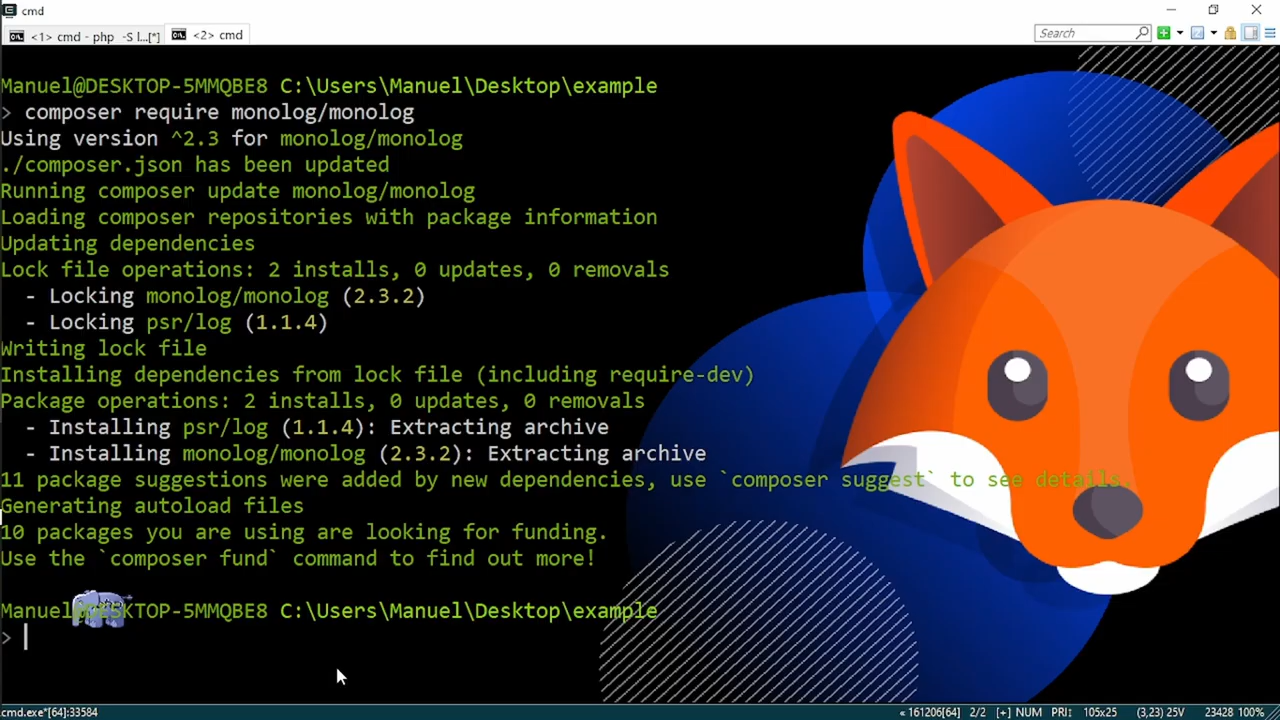 cmd
<1> cmd - php -S l...[*]
<2> cmd
Search
Manuel@DESKTOP-5MMQBE8 C:\Users\Manuel\Desktop\example
> composer require monolog/monolog
Using version ^2.3 for monolog/monolog
./composer.json has been updated
Running composer update monolog/monolog
Loading composer repositories with package information
Updating dependencies
Lock file operations: 2 installs, 0 updates, 0 removals
- Locking monolog/monolog (2.3.2)
- Locking psr/log (1.1.4)
Writing lock file
Installing dependencies from lock file (including require-dev)
Package operations: 2 installs, 0 updates, 0 removals
- Installing psr/log (1.1.4): Extracting archive
- Installing monolog/monolog (2.3.2): Extracting archive
11 package suggestions were added by new dependencies, use `composer suggest` to see details.
Generating autoload files
10 packages you are using are looking for funding.
Use the `composer fund` command to find out more!
Manuel@DESKTOP-5MMQBE8 C:\Users\Manuel\Desktop\example
>
cmd.exe*[64]:33584
« 161206[64] 2/2 [+] NUM PRI: 105x25 (3,23) 25V 23428 100%